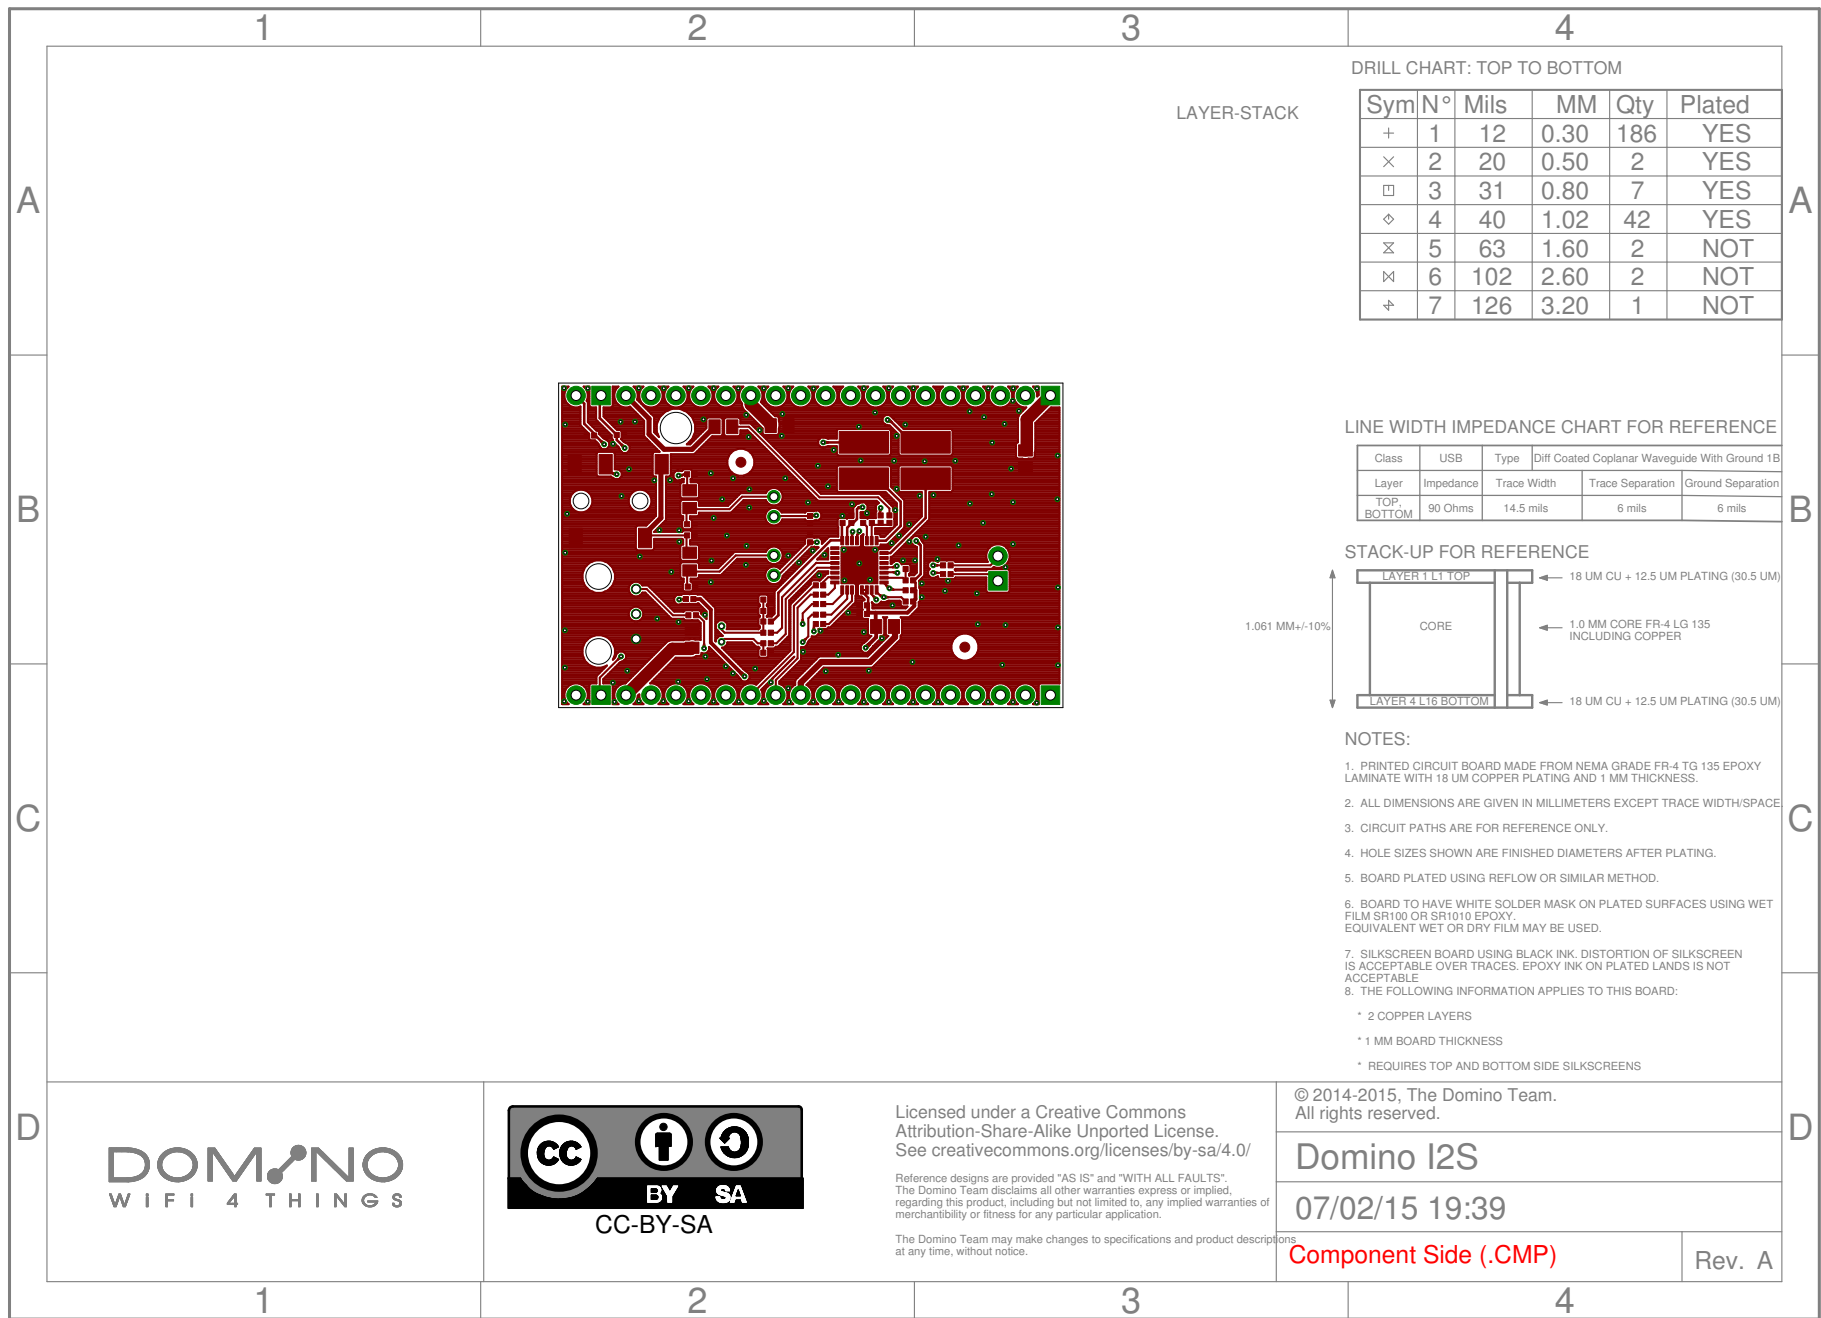 1 2 3 4
A
A
B
B
C
C
D
D
LAYER-STACK
DRILL CHART: TOP TO BOTTOM
Sym N° Mils MM Qty Plated
+ 1 12 0.30 186 YES
× 2 20 0.50 2 YES
3 31 0.80 7 YES
4 40 1.02 42 YES
5 63 1.60 2 NOT
6 102 2.60 2 NOT
7 126 3.20 1 NOT
LINE WIDTH IMPEDANCE CHART FOR REFERENCE
Class USB Type Diff Coated Coplanar Waveguide With Ground 1B
Layer Impedance Trace Width Trace Separation Ground Separation
TOP, BOTTOM 90 Ohms 14.5 mils 6 mils 6 mils
STACK-UP FOR REFERENCE
LAYER 1 L1 TOP
18 UM CU + 12.5 UM PLATING (30.5 UM)
1.061 MM+/-10%
CORE
1.0 MM CORE FR-4 LG 135
INCLUDING COPPER
LAYER 4 L16 BOTTOM
18 UM CU + 12.5 UM PLATING (30.5 UM)
NOTES:
1. PRINTED CIRCUIT BOARD MADE FROM NEMA GRADE FR-4 TG 135 EPOXY
LAMINATE WITH 18 UM COPPER PLATING AND 1 MM THICKNESS.
2. ALL DIMENSIONS ARE GIVEN IN MILLIMETERS EXCEPT TRACE WIDTH/SPACE
3. CIRCUIT PATHS ARE FOR REFERENCE ONLY.
4. HOLE SIZES SHOWN ARE FINISHED DIAMETERS AFTER PLATING.
5. BOARD PLATED USING REFLOW OR SIMILAR METHOD.
6. BOARD TO HAVE WHITE SOLDER MASK ON PLATED SURFACES USING WET
FILM SR100 OR SR1010 EPOXY.
EQUIVALENT WET OR DRY FILM MAY BE USED.
7. SILKSCREEN BOARD USING BLACK INK. DISTORTION OF SILKSCREEN
IS ACCEPTABLE OVER TRACES. EPOXY INK ON PLATED LANDS IS NOT
ACCEPTABLE
8. THE FOLLOWING INFORMATION APPLIES TO THIS BOARD:
* 2 COPPER LAYERS
* 1 MM BOARD THICKNESS
* REQUIRES TOP AND BOTTOM SIDE SILKSCREENS
DOMINO
WIFI 4 THINGS
cc
BY SA
CC-BY-SA
Licensed under a Creative Commons
Attribution-Share-Alike Unported License.
See creativecommons.org/licenses/by-sa/4.0/
Reference designs are provided "AS IS" and "WITH ALL FAULTS".
The Domino Team disclaims all other warranties express or implied,
regarding this product, including but not limited to, any implied warranties of
merchantibility or fitness for any particular application.
The Domino Team may make changes to specifications and product descriptions
at any time, without notice.
© 2014-2015, The Domino Team.
All rights reserved.
Domino I2S
07/02/15 19:39
Component Side (.CMP)
Rev. A
1 2 3 4